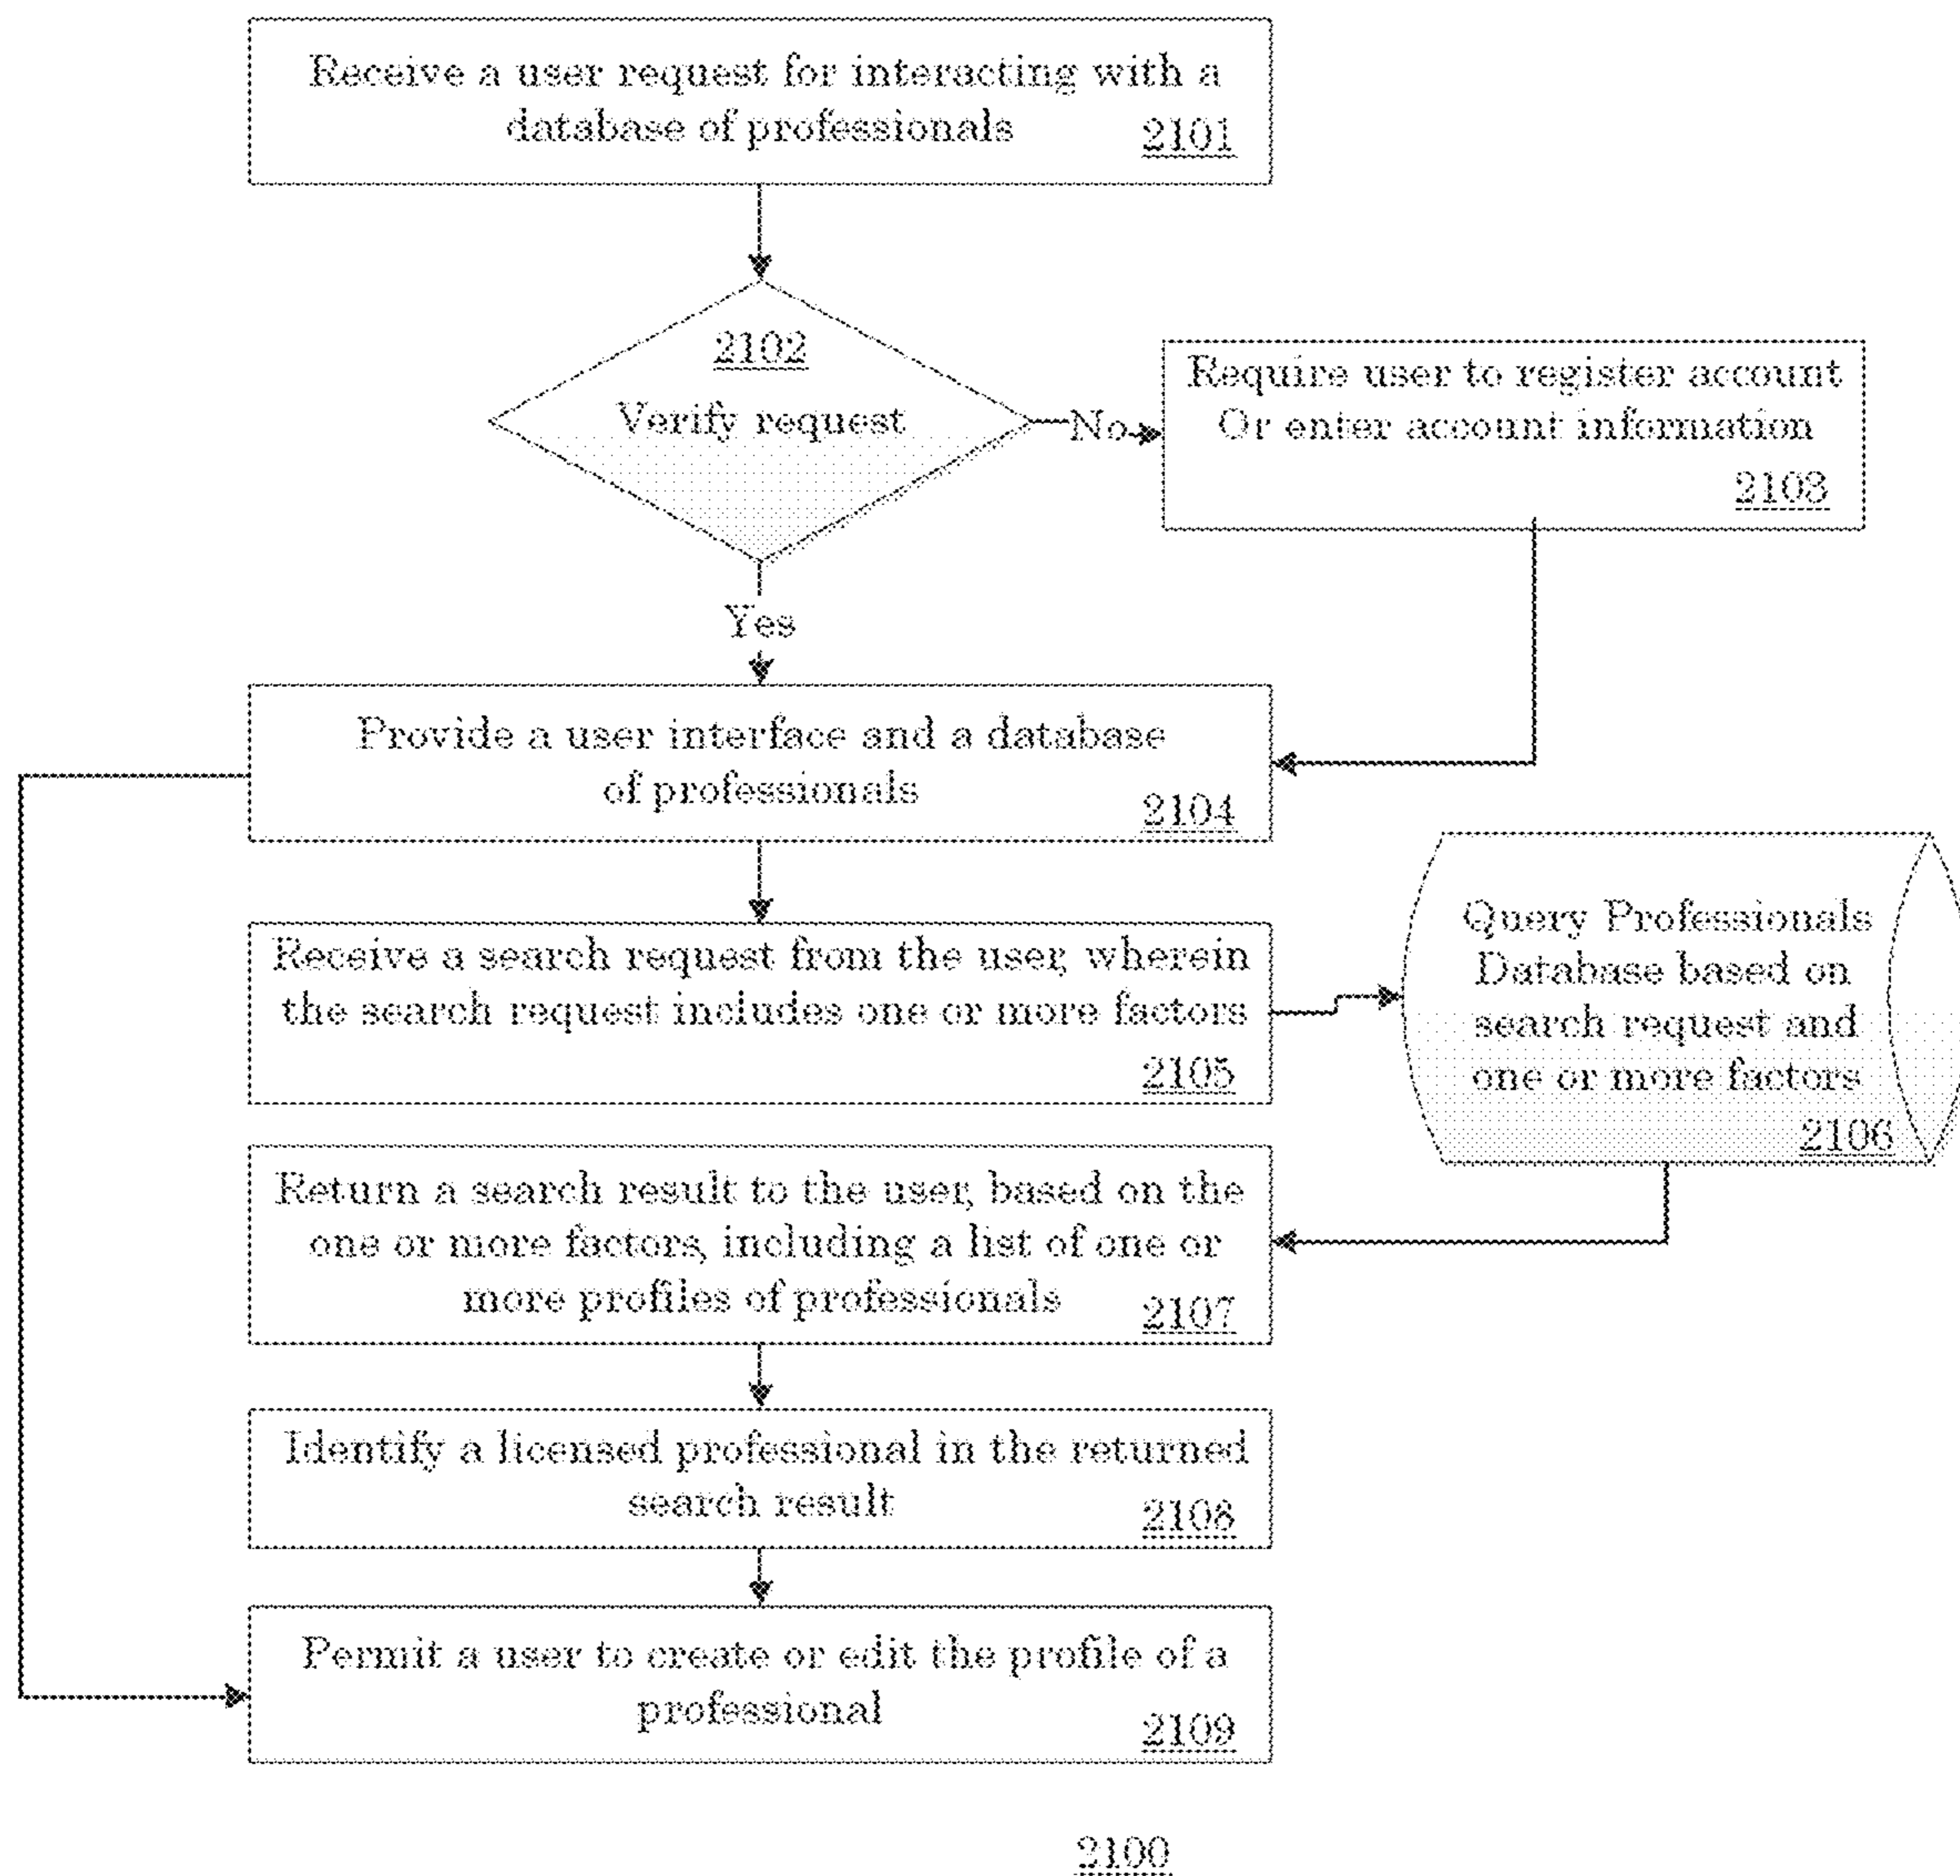 Receive a user request for interacting with a
database of professionals
2101
2102
Verify request
No
Require user to register account
Or enter account information
2103
Yes
Provide a user interface and a database
of professionals
2104
Receive a search request from the user, wherein
the search request includes one or more factors
2105
Query Professionals
Database based on
search request and
one or more factors
2106
Return a search result to the user, based on the
one or more factors, including a list of one or
more profiles of professionals
2107
Identify a licensed professional in the returned
search result
2108
Permit a user to create or edit the profile of a
professional
2109
2100